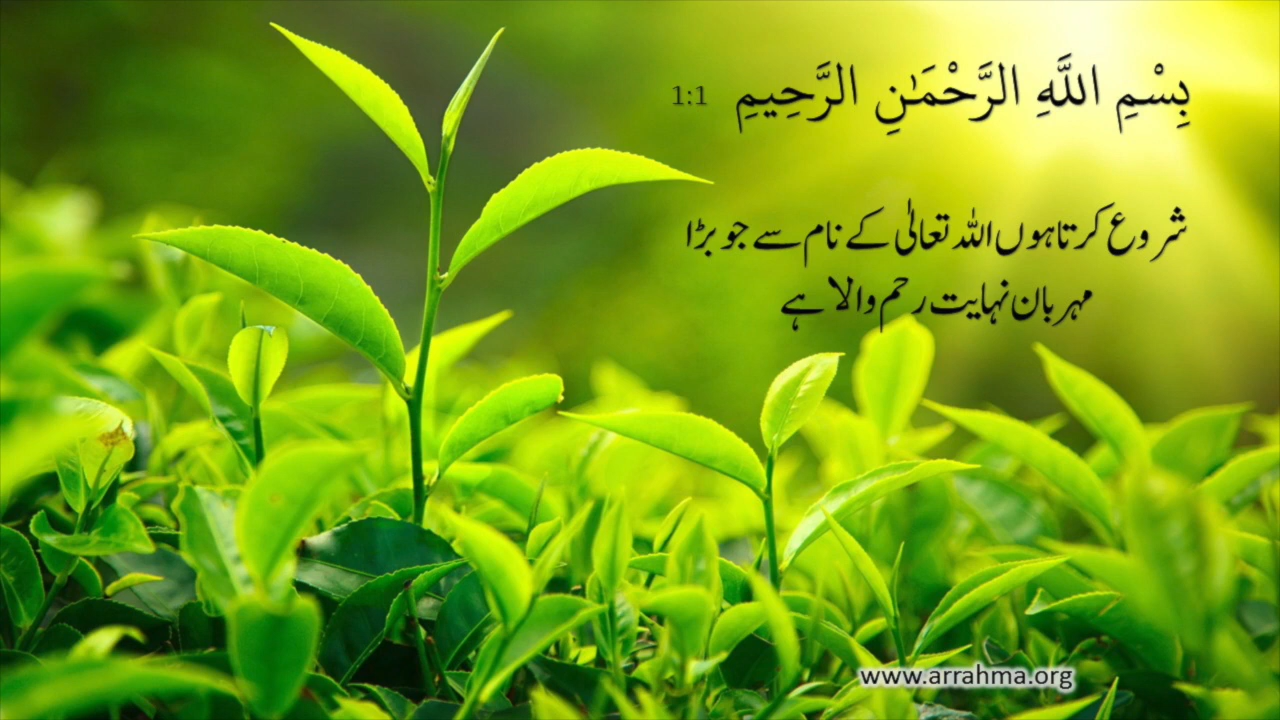 بِسْمِ اللَّهِ الرَّحْمَٰنِ الرَّحِيمِ 1:1
شروع کرتا ہوں اللہ تعالیٰ کے نام سے جو بڑا
مہربان نہایت رحم والا ہے
www.arrahma.org